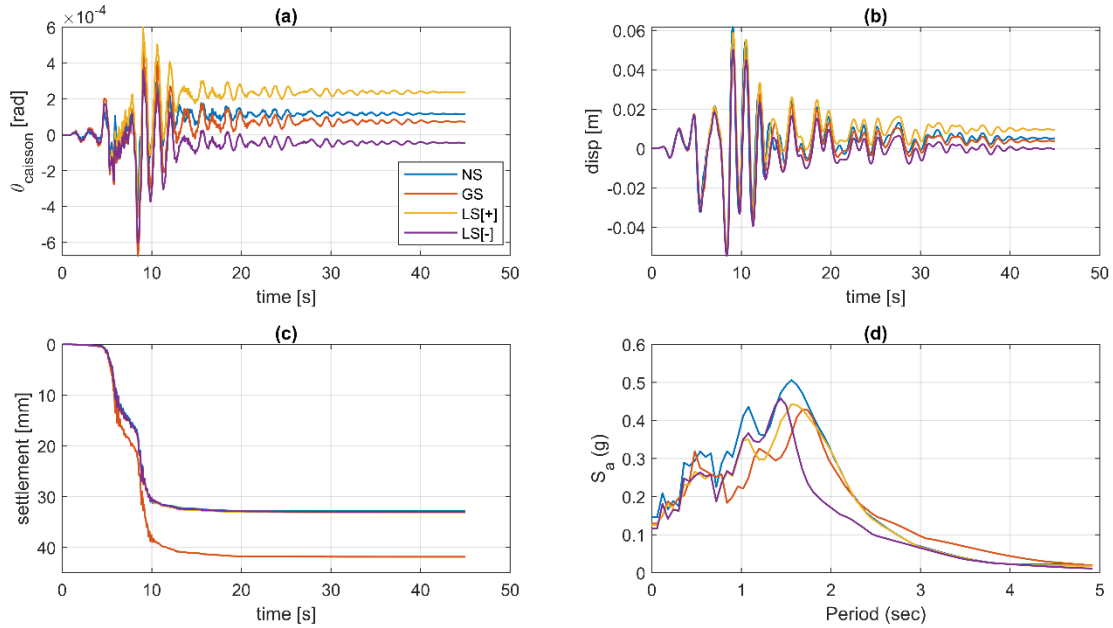 ×10⁻⁴
(a)
6
4
2
0
-2
-4
-6
θcaisson [rad]
NS
GS
LS[+]
LS[-]
0 10 20 30 40 50
time [s]
(b)
0.06
0.04
0.02
0
-0.02
-0.04
disp [m]
0 10 20 30 40 50
time [s]
(c)
0
10
20
30
40
settlement [mm]
0 10 20 30 40 50
time [s]
(d)
0.6
0.5
0.4
0.3
0.2
0.1
0
Sa (g)
0 1 2 3 4 5
Period (sec)